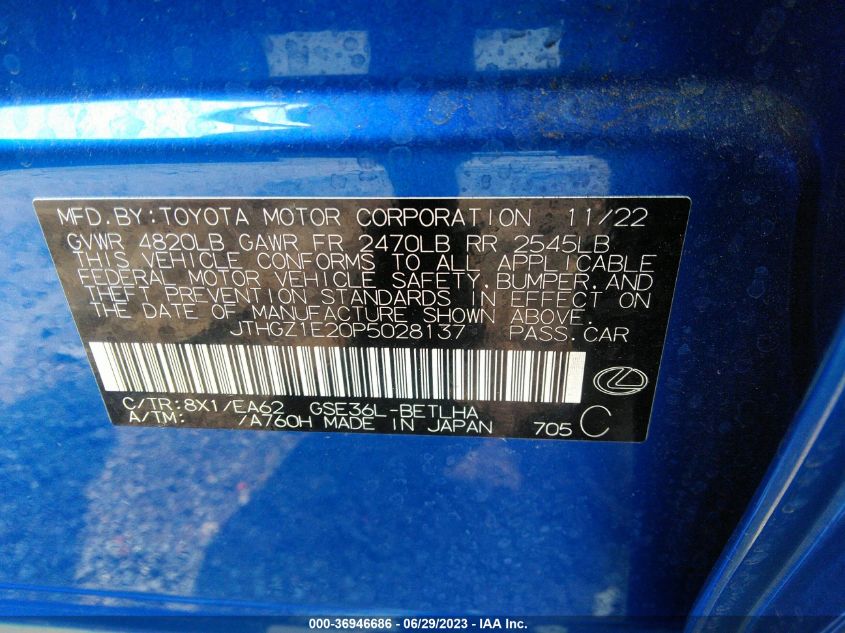 MFD.BY:TOYOTA MOTOR CORPORATION 11/22
GVWR 4820LB GAWR FR 2470LB RR 2545LB
THIS VEHICLE CONFORMS TO ALL APPLICABLE
FEDERAL MOTOR VEHICLE SAFETY,BUMPER,AND
THEFT PREVENTION STANDARDS IN EFFECT ON
THE DATE OF MANUFACTURE SHOWN ABOVE.
JTHGZ1E20P5028137 PASS.CAR
C/TR:8X1/EA62 GSE36L-BETLHA
A/TM: /A760H MADE IN JAPAN 705 C
000-36946686 - 06/29/2023 - IAA Inc.